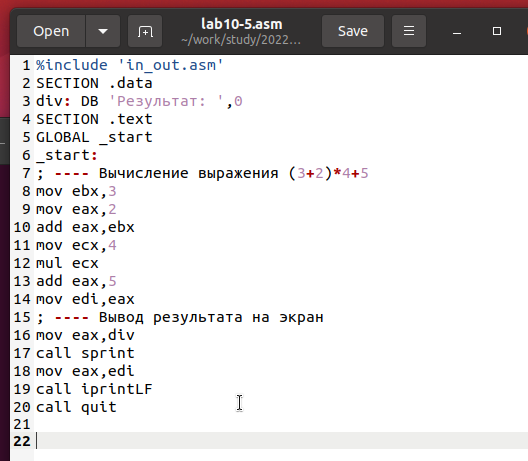 Open
lab10-5.asm
~/work/study/2022...
Save
1 %include 'in_out.asm'
2 SECTION .data
3 div: DB 'Результат: ',0
4 SECTION .text
5 GLOBAL _start
6 _start:
7 ; ---- Вычисление выражения (3+2)*4+5
8 mov ebx,3
9 mov eax,2
10 add eax,ebx
11 mov ecx,4
12 mul ecx
13 add eax,5
14 mov edi,eax
15 ; ---- Вывод результата на экран
16 mov eax,div
17 call sprint
18 mov eax,edi
19 call iprintLF
20 call quit
21
22